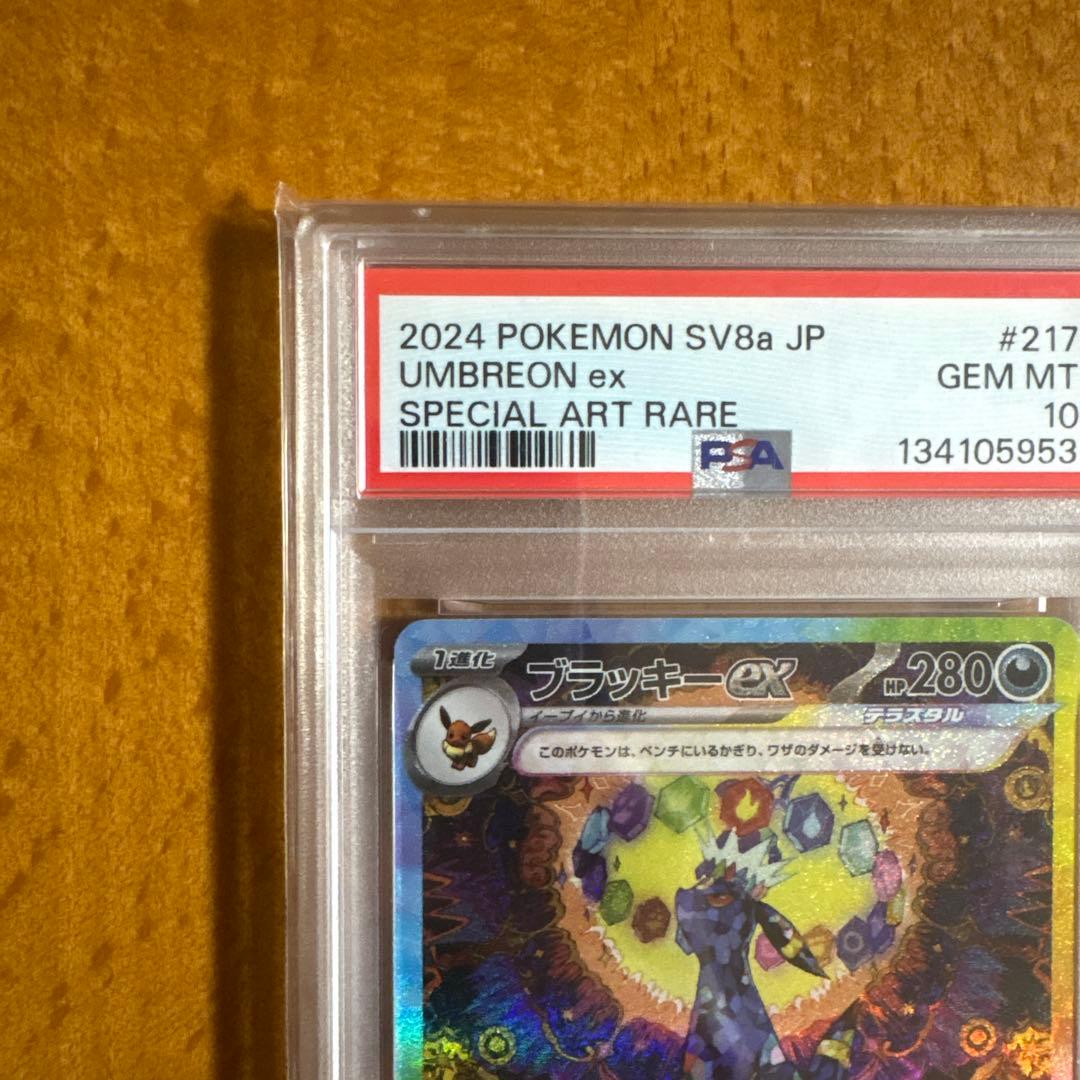 2024 POKEMON SV8a JP #217
UMBREON ex GEM MT
SPECIAL ART RARE 10
PSA 134105953
1進化 ブラッキーex HP280
イーブイから進化 テラスタル
このポケモンは、ベンチにいるかぎり、ワザのダメージを受けない。